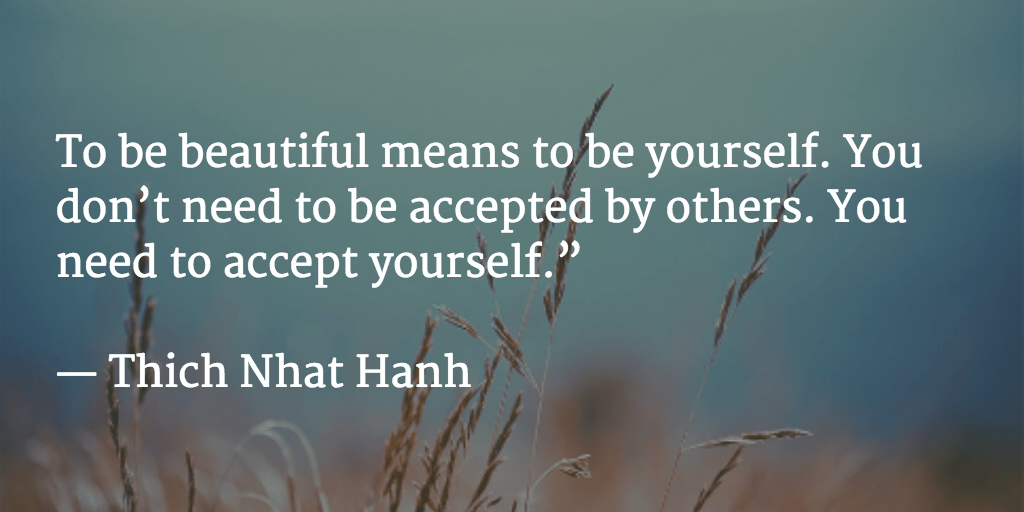 To be beautiful means to be yourself. You
don’t need to be accepted by others. You
need to accept yourself.”
— Thich Nhat Hanh